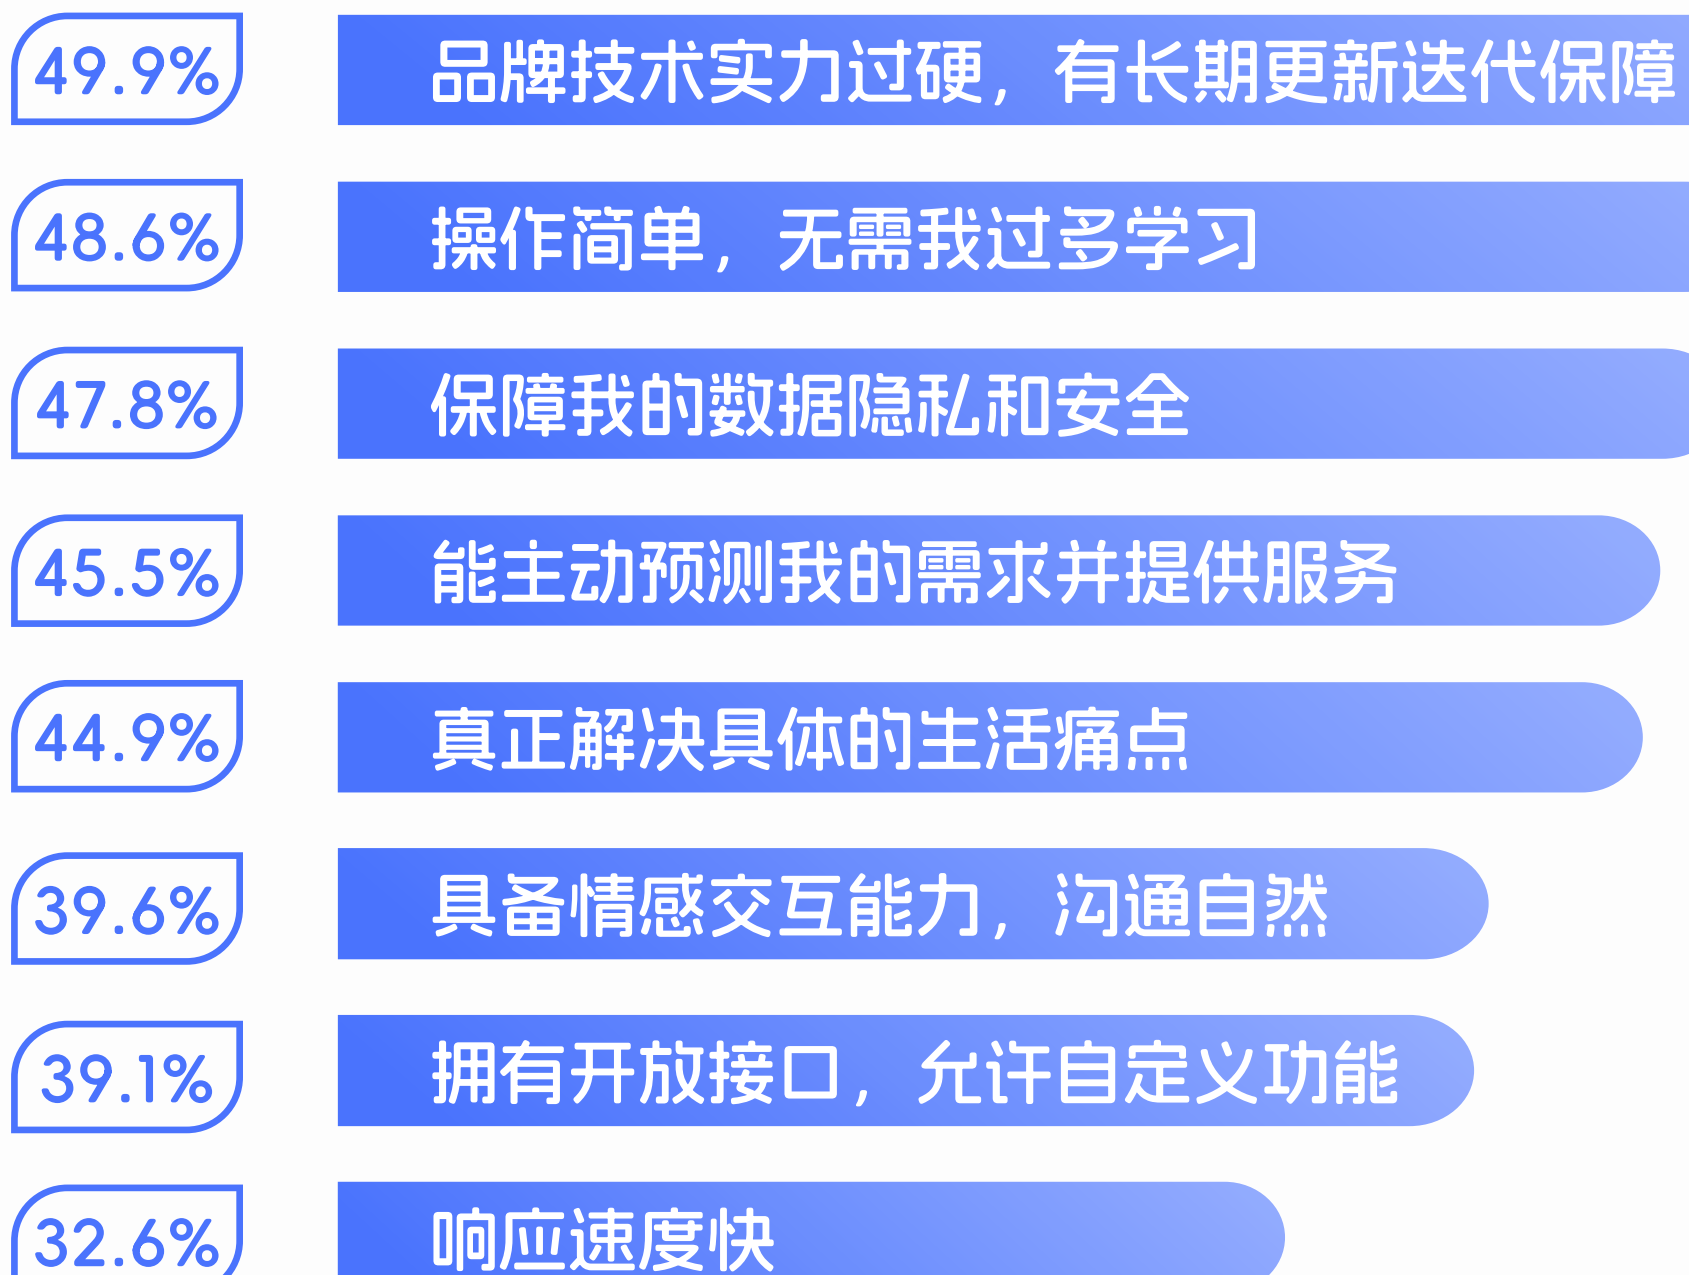 49.9% 品牌技术实力过硬，有长期更新迭代保障
48.6% 操作简单，无需我过多学习
47.8% 保障我的数据隐私和安全
45.5% 能主动预测我的需求并提供服务
44.9% 真正解决具体的生活痛点
39.6% 具备情感交互能力，沟通自然
39.1% 拥有开放接口，允许自定义功能
32.6% 响应速度快